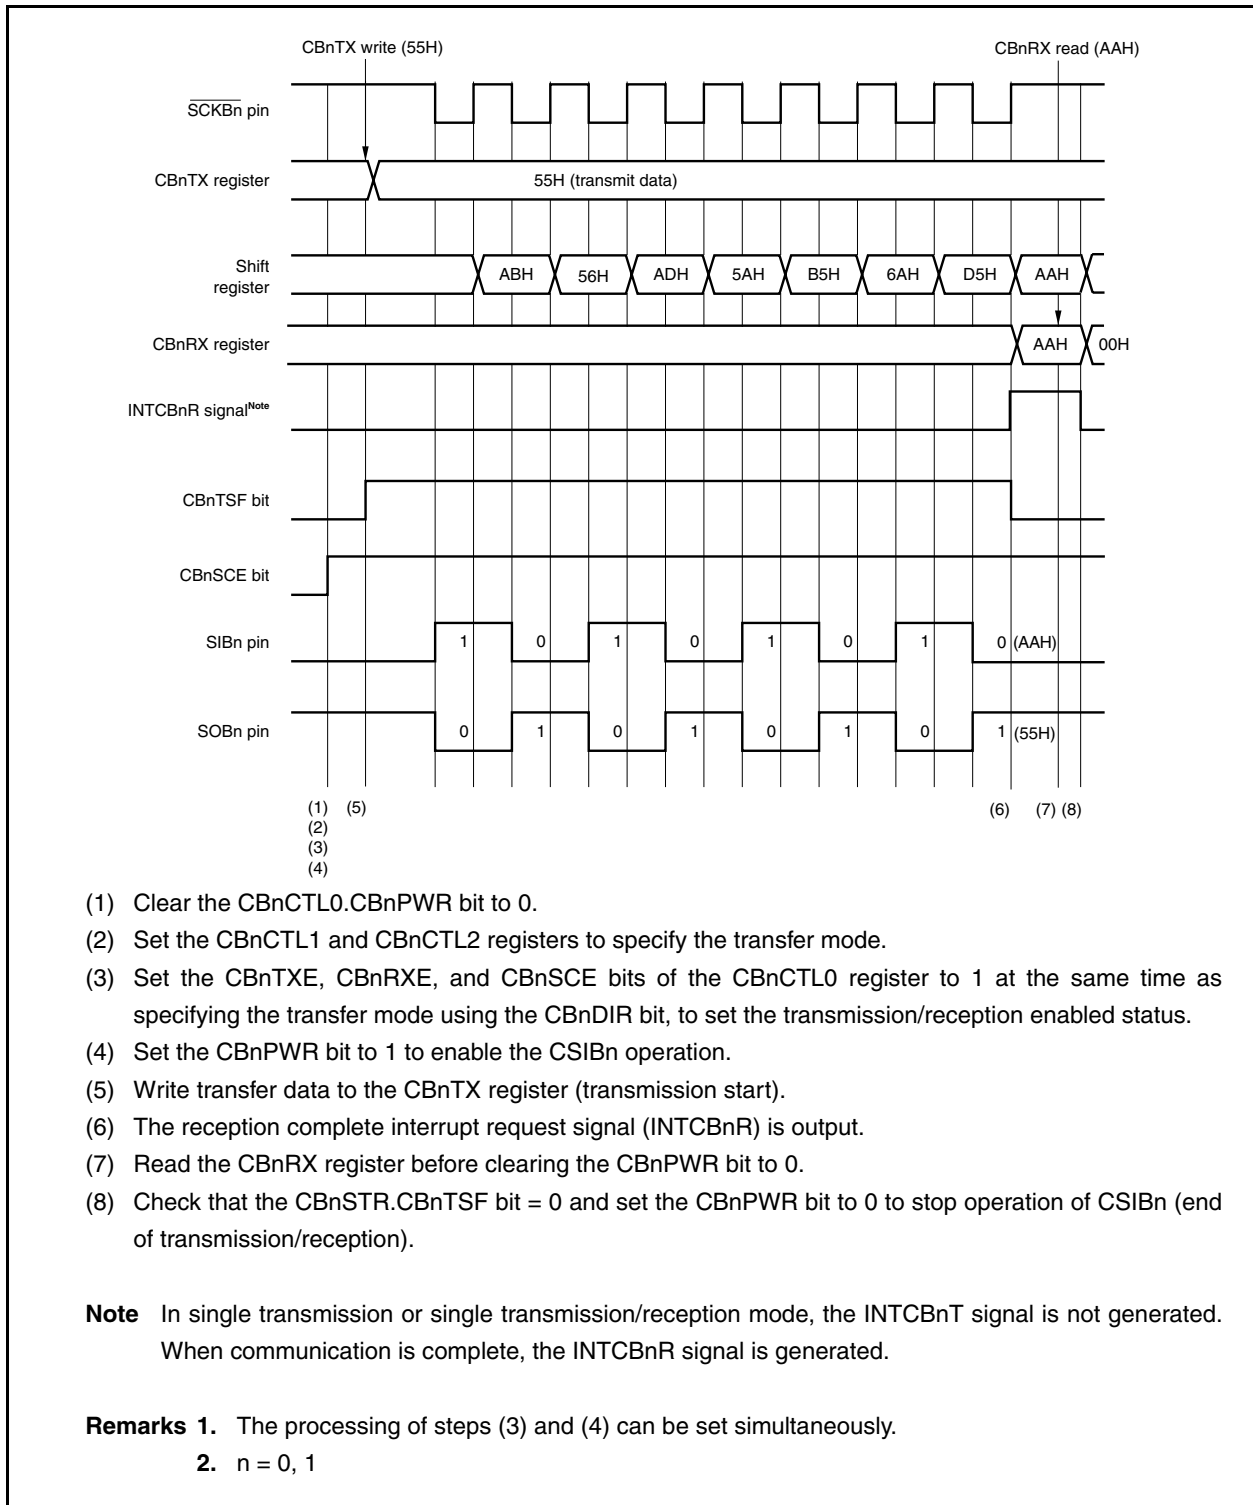 CBnTX write (55H)
CBnRX read (AAH)
SCKBn pin
CBnTX register
55H (transmit data)
Shift
register
ABH 56H ADH 5AH B5H 6AH D5H AAH
CBnRX register
AAH 00H
INTCBnR signalNote
CBnTSF bit
CBnSCE bit
SIBn pin
1 0 1 0 1 0 1 0 (AAH)
SOBn pin
0 1 0 1 0 1 0 1 (55H)
(1) (5) (6) (7) (8)
(2)
(3)
(4)
(1) Clear the CBnCTL0.CBnPWR bit to 0.
(2) Set the CBnCTL1 and CBnCTL2 registers to specify the transfer mode.
(3) Set the CBnTXE, CBnRXE, and CBnSCE bits of the CBnCTL0 register to 1 at the same time as
specifying the transfer mode using the CBnDIR bit, to set the transmission/reception enabled status.
(4) Set the CBnPWR bit to 1 to enable the CSIBn operation.
(5) Write transfer data to the CBnTX register (transmission start).
(6) The reception complete interrupt request signal (INTCBnR) is output.
(7) Read the CBnRX register before clearing the CBnPWR bit to 0.
(8) Check that the CBnSTR.CBnTSF bit = 0 and set the CBnPWR bit to 0 to stop operation of CSIBn (end
of transmission/reception).
Note In single transmission or single transmission/reception mode, the INTCBnT signal is not generated.
When communication is complete, the INTCBnR signal is generated.
Remarks 1. The processing of steps (3) and (4) can be set simultaneously.
2. n = 0, 1